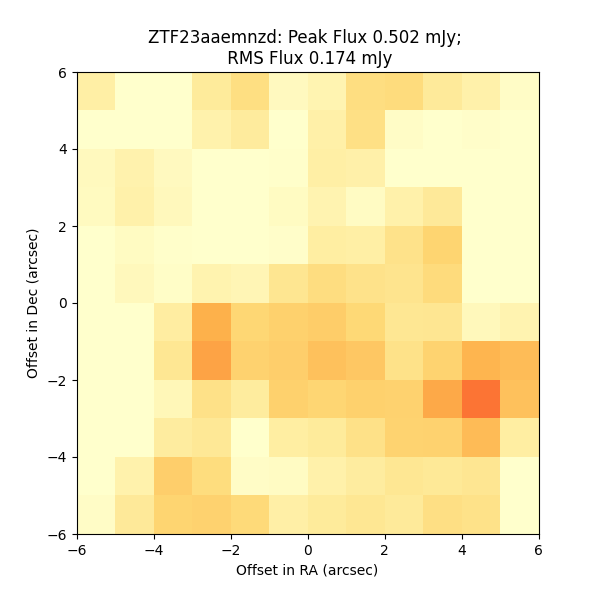 ZTF23aaemnzd: Peak Flux 0.502 mJy;
RMS Flux 0.174 mJy
6
4
2
0
−2
−4
−6
Offset in Dec (arcsec)
−6 −4 −2 0 2 4 6
Offset in RA (arcsec)